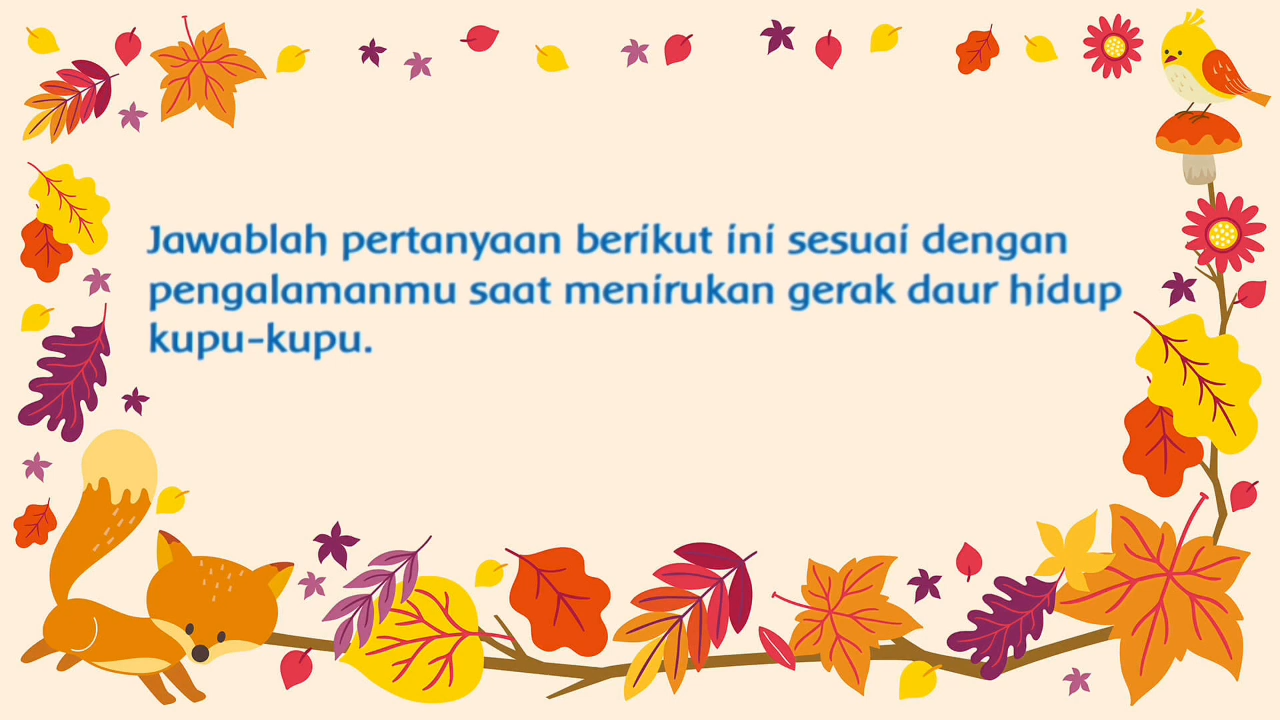 Jawablah pertanyaan berikut ini sesuai dengan
pengalamanmu saat menirukan gerak daur hidup
kupu-kupu.